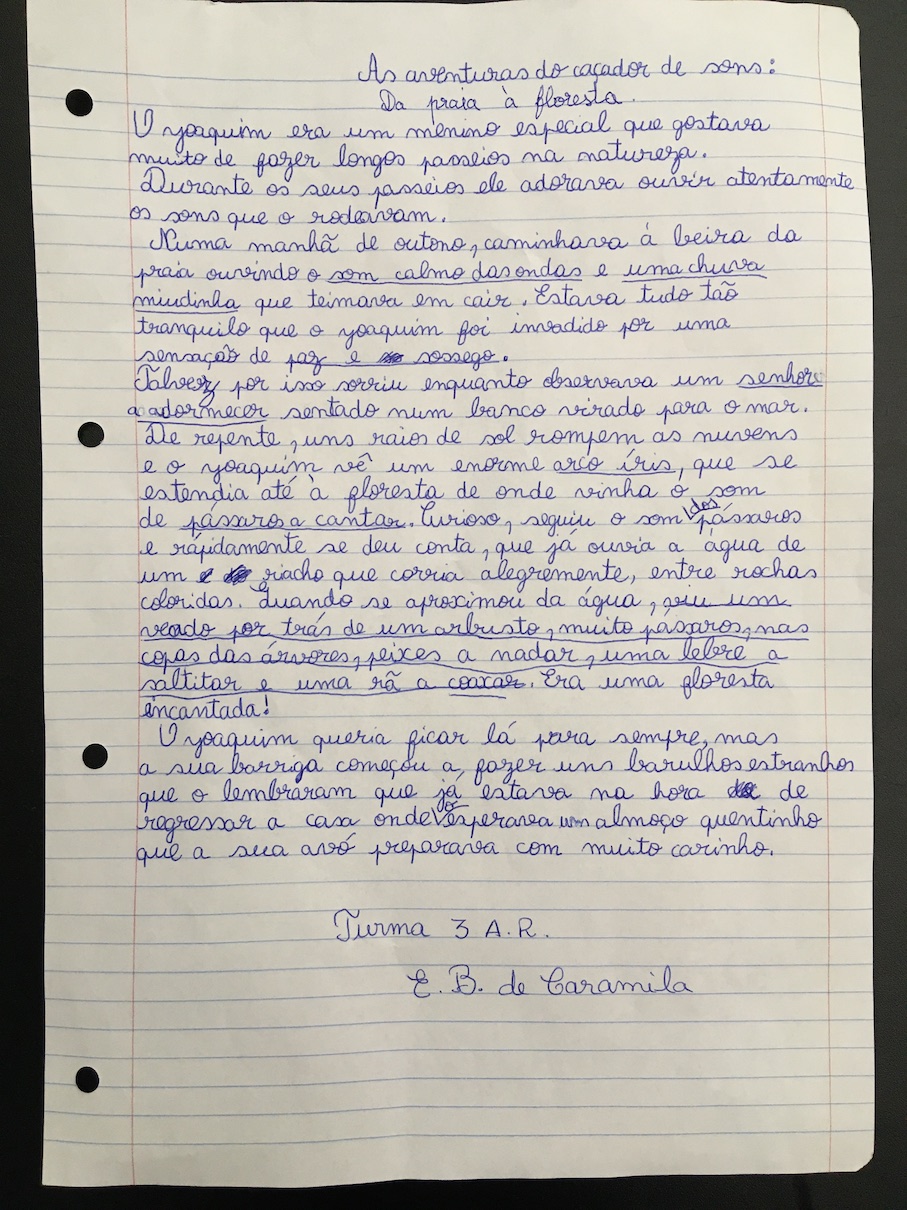 As aventuras do caçador de sons:
Da praia à floresta.
O yoaquim era um menino especial que gostava
muito de fazer longos passeios na natureza.
Durante os seus passeios ele adorava ouvir atentamente
os sons que o rodeavam.
Numa manhã de outono, caminhava á beira da
praia ouvindo o som calmo das ondas e uma chuva
miudinha que teimava em cair. Estava tudo tão
tranquilo que o yoaquim foi invadido por uma
sensação de paz e sossego.
Talvez por isso sorriu enquanto observava um senhor
a adormecer sentado num banco virado para o mar.
De repente, uns raios de sol rompem as nuvens
e o yoaquim vê um enorme arco íris, que se
estendia até à floresta de onde vinha o som
de pássaros a cantar. Curioso, seguiu o som dos pássaros
e rápidamente se deu conta, que já ouvia a água de
um riacho que corria alegremente, entre rochas
coloridas. Quando se aproximou da água, viu um
veado por trás de um arbusto, muito pássaros, nas
copas das árvores, peixes a nadar, uma lebre a
saltitar e uma rã a coaxar. Era uma floresta
encantada!
O yoaquim queria ficar lá para sempre, mas
a sua barriga começou a fazer uns barulhos estranhos
que o lembraram que já estava na hora de
regressar a casa onde o esperava um almoço quentinho
que a sua avó preparava com muito carinho.
Turma 3 A.R.
E.B. de Caramila